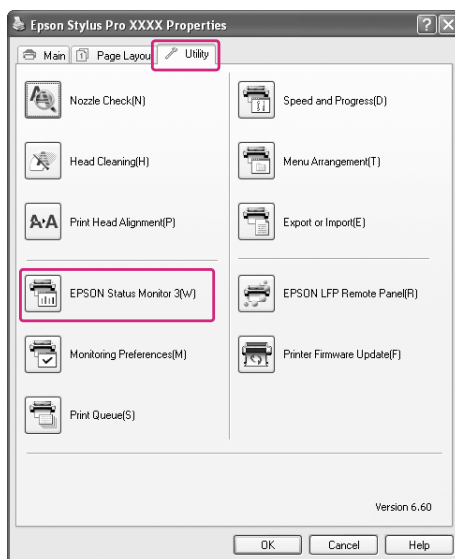 Epson Stylus Pro XXXX Properties
Main
Page Layou
Utility
Nozzle Check(N)
Speed and Progress(D)
Head Cleaning(H)
Menu Arrangement(T)
Print Head Alignment(P)
Export or Import(E)
EPSON Status Monitor 3(W)
EPSON LFP Remote Panel(R)
Monitoring Preferences(M)
Printer Firmware Update(F)
Print Queue(S)
Version 6.60
OK
Cancel
Help